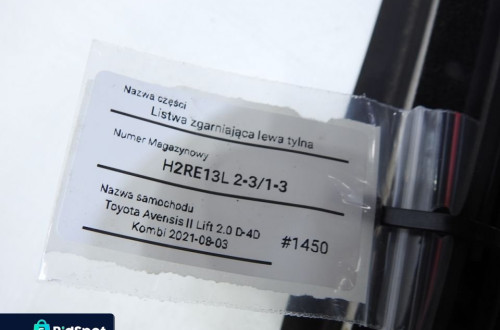 Nazwa części
Listwa zgarniająca lewa tylna
Numer Magazynowy
H2RE13L 2-3/1-3
Nazwa samochodu
Toyota Avensis II Lift 2.0 D-4D
Kombi 2021-08-03
#1450